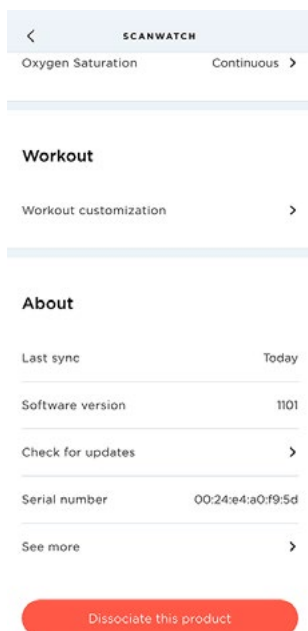 SCANWATCH
Oxygen Saturation Continuous
Workout
Workout customization
About
Last sync Today
Software version 1101
Check for updates
Serial number 00:24:e4:a0:f9:5d
See more
Dissociate this product